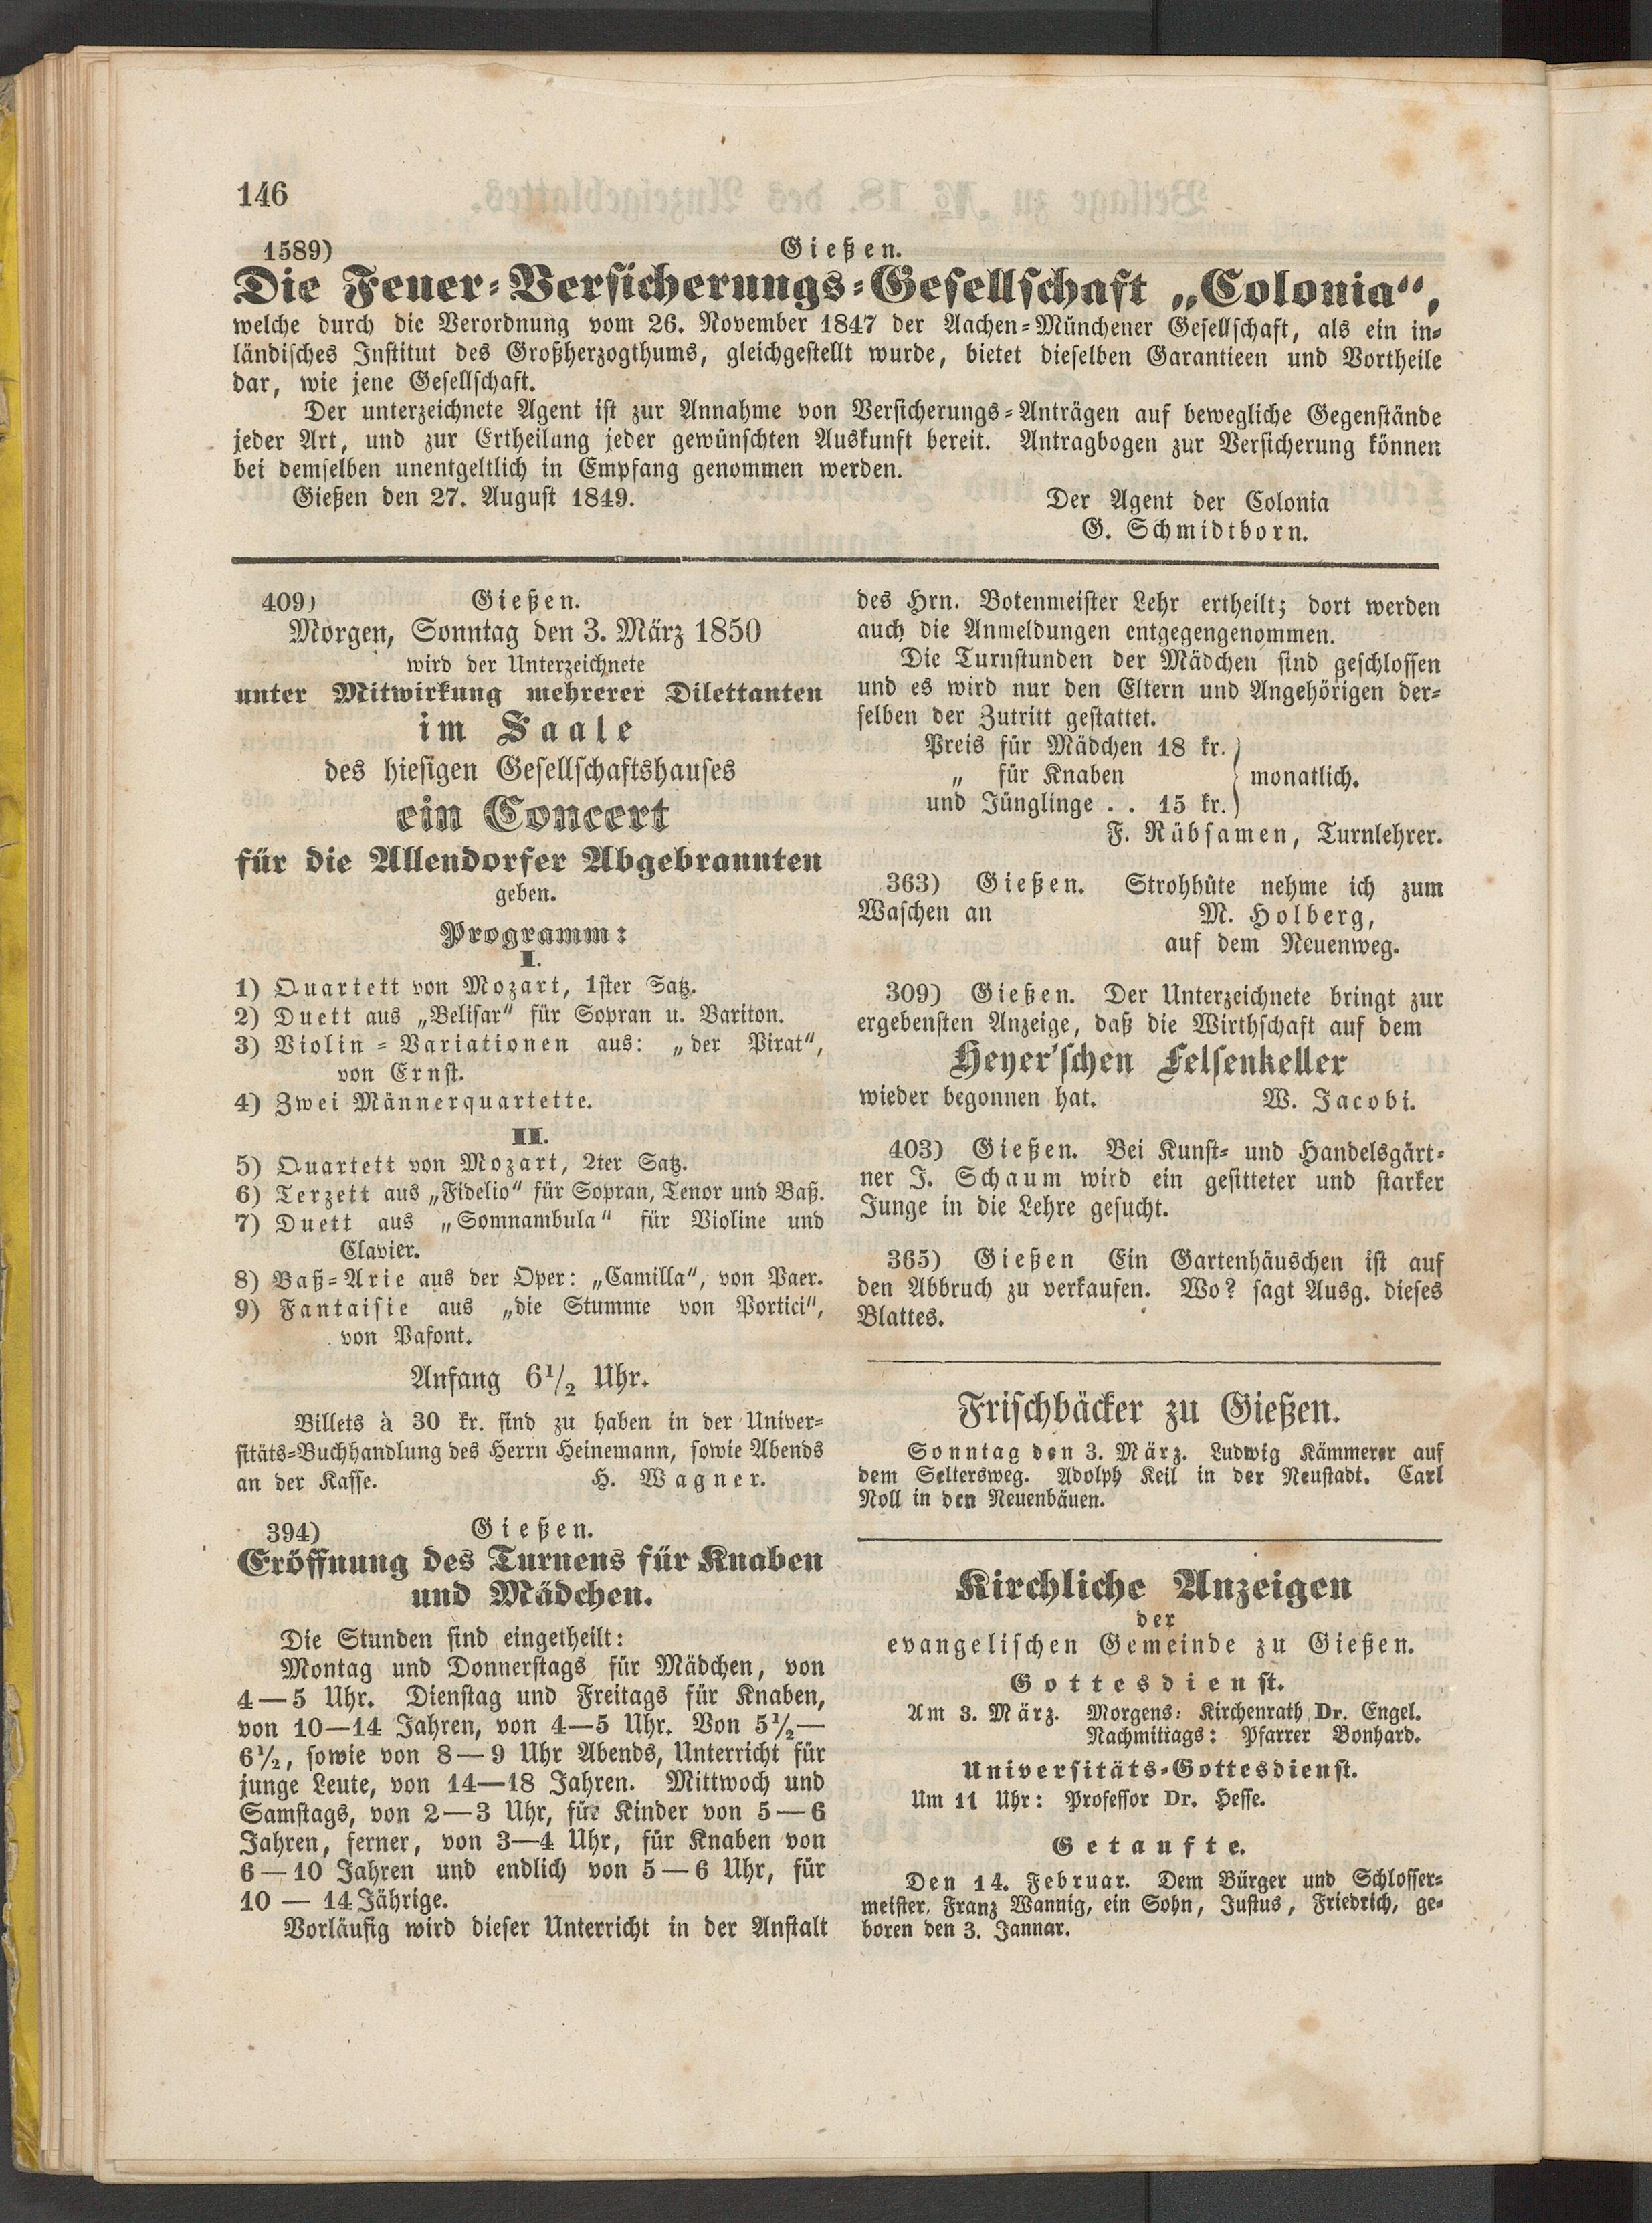 146
1589) Gießen.
Die Feuer-Versicherungs-Gesellschaft „Colonia“,
welche durch die Verordnung vom 26. November 1847 der Aachen-Münchener Gesellschaft, als ein in-
ländisches Institut des Großherzogthums, gleichgestellt wurde, bietet dieselben Garantieen und Vortheile
dar, wie jene Gesellschaft.
Der unterzeichnete Agent ist zur Annahme von Versicherungs-Anträgen auf bewegliche Gegenstände
jeder Art, und zur Ertheilung jeder gewünschten Auskunft bereit. Antragbogen zur Versicherung können
bei demselben unentgeltlich in Empfang genommen werden.
Gießen den 27. August 1849. Der Agent der Colonia
G. Schmidtborn.
409) Gießen.
Morgen, Sonntag den 3. März 1850
wird der Unterzeichnete
unter Mitwirkung mehrerer Dilettanten
im Saale
des hiesigen Gesellschaftshauses
ein Concert
für die Allendorfer Abgebrannten
geben.
Programm:
I.
1) Quartett von Mozart, 1ster Satz.
2) Duett aus „Belisar“ für Sopran u. Bariton.
3) Violin-Variationen aus: „der Pirat“,
von Ernst.
4) Zwei Männerquartette.
II.
5) Quartett von Mozart, 2ter Satz.
6) Terzett aus „Fidelio“ für Sopran, Tenor und Baß.
7) Duett aus „Somnambula“ für Violine und
Clavier.
8) Baß-Arie aus der Oper: „Camilla“, von Paer.
9) Fantaisie aus „die Stumme von Portici“,
von Pafont.
Anfang 6½ Uhr.
Billets à 30 kr. sind zu haben in der Univer-
sitäts-Buchhandlung des Herrn Heinemann, sowie Abends
an der Kasse. H. Wagner.
394) Gießen.
Eröffnung des Turnens für Knaben
und Mädchen.
Die Stunden sind eingetheilt:
Montag und Donnerstags für Mädchen, von
4—5 Uhr. Dienstag und Freitags für Knaben,
von 10—14 Jahren, von 4—5 Uhr. Von 5½—
6½, sowie von 8—9 Uhr Abends, Unterricht für
junge Leute, von 14—18 Jahren. Mittwoch und
Samstags, von 2—3 Uhr, für Kinder von 5—6
Jahren, ferner, von 3—4 Uhr, für Knaben von
6—10 Jahren und endlich von 5—6 Uhr, für
10 — 14 Jährige.
Vorläufig wird dieser Unterricht in der Anstalt
des Hrn. Botenmeister Lehr ertheilt; dort werden
auch die Anmeldungen entgegengenommen.
Die Turnstunden der Mädchen sind geschlossen
und es wird nur den Eltern und Angehörigen der-
selben der Zutritt gestattet.
Preis für Mädchen 18 kr.
„ für Knaben monatlich.
und Jünglinge . . 15 kr.
F. Rübsamen, Turnlehrer.
363) Gießen. Strohhüte nehme ich zum
Waschen an M. Holberg,
auf dem Neuenweg.
309) Gießen. Der Unterzeichnete bringt zur
ergebensten Anzeige, daß die Wirthschaft auf dem
Heyer'schen Felsenkeller
wieder begonnen hat. W. Jacobi.
403) Gießen. Bei Kunst- und Handelsgärt-
ner J. Schaum wird ein gesitteter und starker
Junge in die Lehre gesucht.
365) Gießen Ein Gartenhäuschen ist auf
den Abbruch zu verkaufen. Wo? sagt Ausg. dieses
Blattes.
Frischbäcker zu Gießen.
Sonntag den 3. März. Ludwig Kämmerer auf
dem Seltersweg. Adolph Keil in der Neustadt. Carl
Noll in den Neuenbäuen.
Kirchliche Anzeigen
der
evangelischen Gemeinde zu Gießen.
Gottesdienst.
Am 3. März. Morgens: Kirchenrath Dr. Engel.
Nachmittags: Pfarrer Bonhard.
Universitäts-Gottesdienst.
Um 11 Uhr: Professor Dr. Hesse.
Getaufte.
Den 14. Februar. Dem Bürger und Schlosser-
meister, Franz Wannig, ein Sohn, Justus, Friedrich, ge-
boren den 3. Jannar.